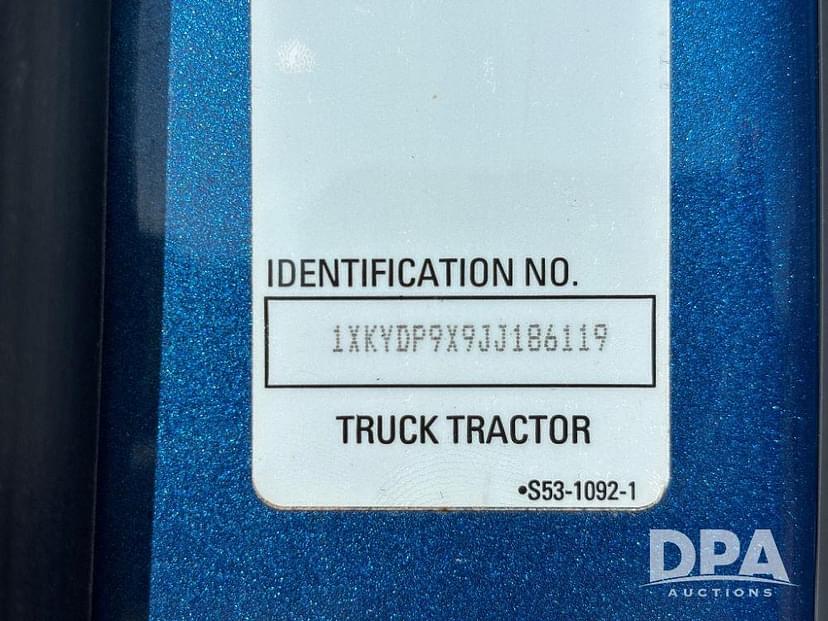 IDENTIFICATION NO.
1XKYDP9X9JJ186119
TRUCK TRACTOR
•S53-1092-1
DPA
AUCTIONS